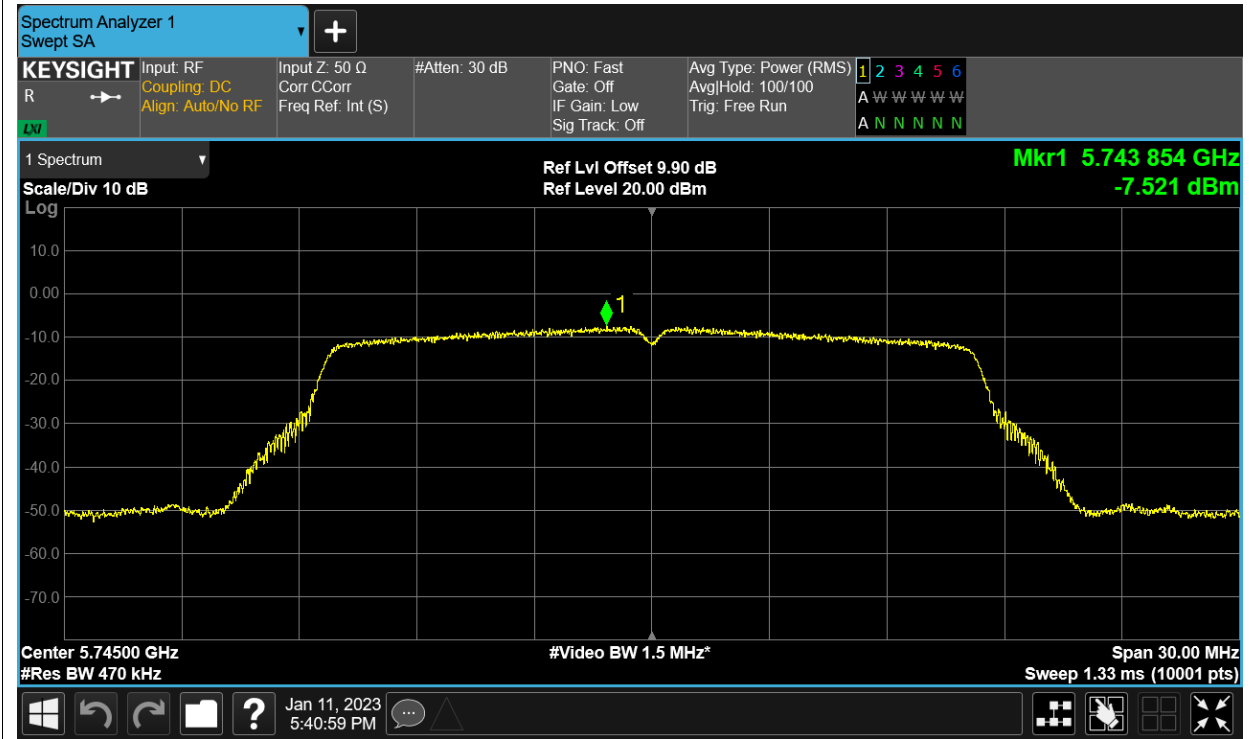 Spectrum Analyzer 1
Swept SA
+
KEYSIGHT
R
LXI
Input: RF
Coupling: DC
Align: Auto/No RF
Input Z: 50 Ω
Corr CCorr
Freq Ref: Int (S)
#Atten: 30 dB
PNO: Fast
Gate: Off
IF Gain: Low
Sig Track: Off
Avg Type: Power (RMS)
Avg|Hold: 100/100
Trig: Free Run
1 2 3 4 5 6
A W W W W W
A N N N N N
1 Spectrum
Scale/Div 10 dB
Log
Ref Lvl Offset 9.90 dB
Ref Level 20.00 dBm
Mkr1 5.743 854 GHz
-7.521 dBm
10.0
0.00
-10.0
-20.0
-30.0
-40.0
-50.0
-60.0
-70.0
1
Center 5.74500 GHz
#Res BW 470 kHz
#Video BW 1.5 MHz*
Span 30.00 MHz
Sweep 1.33 ms (10001 pts)
?
Jan 11, 2023
5:40:59 PM